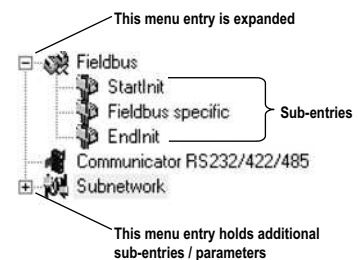 This menu entry is expanded
Fieldbus
StartInit
Fieldbus specific
Sub-entries
EndInit
Communicator RS232/422/485
Subnetwork
This menu entry holds additional
sub-entries / parameters